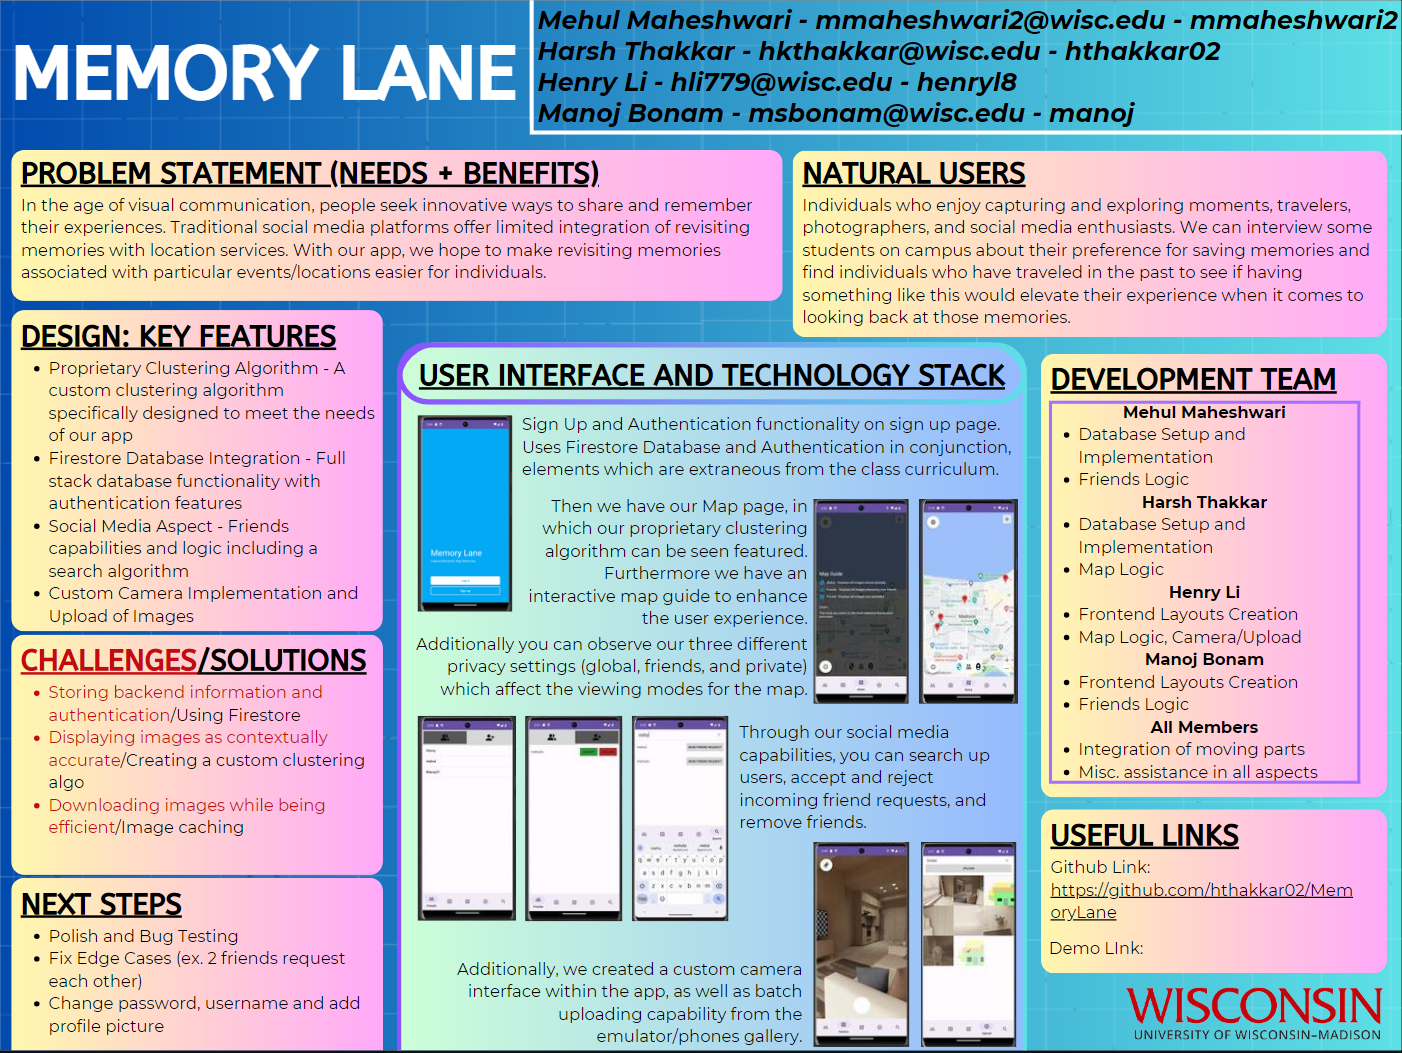 MEMORY LANE
Mehul Maheshwari - mmaheshwari2@wisc.edu - mmaheshwari2
Harsh Thakkar - hkthakkar@wisc.edu - hthakkar02
Henry Li - hli779@wisc.edu - henryl8
Manoj Bonam - msbonam@wisc.edu - manoj
PROBLEM STATEMENT (NEEDS + BENEFITS)
In the age of visual communication, people seek innovative ways to share and remember
their experiences. Traditional social media platforms offer limited integration of revisiting
memories with location services. With our app, we hope to make revisiting memories
associated with particular events/locations easier for individuals.
NATURAL USERS
Individuals who enjoy capturing and exploring moments, travelers,
photographers, and social media enthusiasts. We can interview some
students on campus about their preference for saving memories and
find individuals who have traveled in the past to see if having
something like this would elevate their experience when it comes to
looking back at those memories.
DESIGN: KEY FEATURES
• Proprietary Clustering Algorithm - A
custom clustering algorithm
specifically designed to meet the needs
of our app
• Firestore Database Integration - Full
stack database functionality with
authentication features
• Social Media Aspect - Friends
capabilities and logic including a
search algorithm
• Custom Camera Implementation and
Upload of Images
CHALLENGES/SOLUTIONS
• Storing backend information and
authentication/Using Firestore
• Displaying images as contextually
accurate/Creating a custom clustering
algo
• Downloading images while being
efficient/Image caching
NEXT STEPS
• Polish and Bug Testing
• Fix Edge Cases (ex. 2 friends request
each other)
• Change password, username and add
profile picture
USER INTERFACE AND TECHNOLOGY STACK
Memory Lane
Sign Up and Authentication functionality on sign up page.
Uses Firestore Database and Authentication in conjunction,
elements which are extraneous from the class curriculum.
Then we have our Map page, in
which our proprietary clustering
algorithm can be seen featured.
Furthermore we have an
interactive map guide to enhance
the user experience.
Additionally you can observe our three different
privacy settings (global, friends, and private)
which affect the viewing modes for the map.
Map Guide
Madison
Through our social media
capabilities, you can search up
users, accept and reject
incoming friend requests, and
remove friends.
Additionally, we created a custom camera
interface within the app, as well as batch
uploading capability from the
emulator/phones gallery.
DEVELOPMENT TEAM
Mehul Maheshwari
• Database Setup and
Implementation
• Friends Logic
Harsh Thakkar
• Database Setup and
Implementation
• Map Logic
Henry Li
• Frontend Layouts Creation
• Map Logic, Camera/Upload
Manoj Bonam
• Frontend Layouts Creation
• Friends Logic
All Members
• Integration of moving parts
• Misc. assistance in all aspects
USEFUL LINKS
Github Link:
https://github.com/hthakkar02/Mem
oryLane
Demo LInk:
WISCONSIN
UNIVERSITY OF WISCONSIN–MADISON